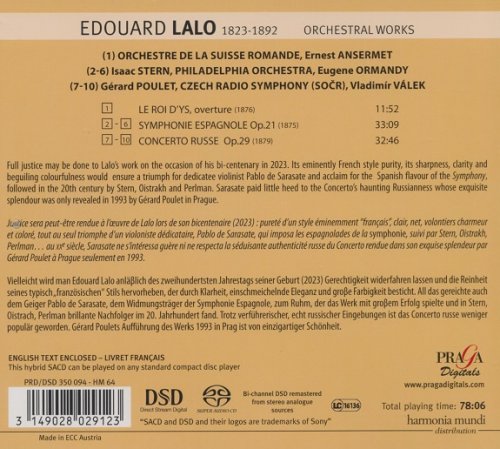 EDOUARD LALO 1823-1892 ORCHESTRAL WORKS
(1) ORCHESTRE DE LA SUISSE ROMANDE, Ernest ANSERMET
(2-6) Isaac STERN, PHILADELPHIA ORCHESTRA, Eugene ORMANDY
(7-10) Gérard POULET, CZECH RADIO SYMPHONY (SOČR), Vladimír VÁLEK
1 LE ROI D'YS, overture (1876) 11:52
2 - 6 SYMPHONIE ESPAGNOLE Op.21 (1875) 33:09
7 - 10 CONCERTO RUSSE Op.29 (1879) 32:46
Full justice may be done to Lalo's work on the occasion of his bi-centenary in 2023. Its eminently French style purity, its sharpness, clarity and
beguiling colourfulness would ensure a triumph for dedicatee violinist Pablo de Sarasate and acclaim for the Spanish flavour of the Symphony,
followed in the 20th century by Stern, Oistrakh and Perlman. Sarasate paid little heed to the Concerto's haunting Russianness whose exquisite
splendour was only revealed in 1993 by Gérard Poulet in Prague.
Justice sera peut-être rendue à l'œuvre de Lalo lors de son bicentenaire (2023) : pureté d'un style éminemment "français", clair, net, volontiers charmeur
et coloré, tout au seul triomphe d'un violoniste dédicataire, Pablo de Sarasate, qui imposa les espagnolades de la symphonie, suivi par Stern, Oistrakh,
Perlman... au XXe siècle, Sarasate ne s'intéressa guère ni ne respecta la séduisante authenticité russe du Concerto rendue dans son exquise splendeur par
Gérard Poulet à Prague seulement en 1993.
Vielleicht wird man Edouard Lalo anläßlich des zweihundertsten Jahrestags seiner Geburt (2023) Gerechtigkeit widerfahren lassen und die Reinheit
seines typisch „französischen" Stils hervorheben, der durch Klarheit, einschmeichelnde Eleganz und große Farbigkeit besticht. All das gereichte auch
dem Geiger Pablo de Sarasate, dem Widmungsträger der Symphonie Espagnole, zum Ruhm, der das Werk mit großem Erfolg spielte und in Stern,
Oistrach, Perlman brillante Nachfolger im 20. Jahrhundert fand. Trotz verführerischer, echt russischer Eingebungen ist das Concerto russe weniger
populär geworden. Gérard Poulets Aufführung des Werks 1993 in Prag ist von einzigartiger Schönheit.
ENGLISH TEXT ENCLOSED – LIVRET FRANÇAIS
This hybrid SACD can be played on any standard compact disc player
PRD/DSD 350 094 - HM 64
3 149028 029123
Made in ECC Austria
DSD
Direct Stream Digital
SUPER AUDIO CD
Bi-channel DSD remastered
from stereo analogue
sources
LC 16136
"SACD and DSD and their logos are trademarks of Sony"
PRAGA
Digitals
www.pragadigitals.com
Total playing time: 78:06
harmonia mundi
distribution